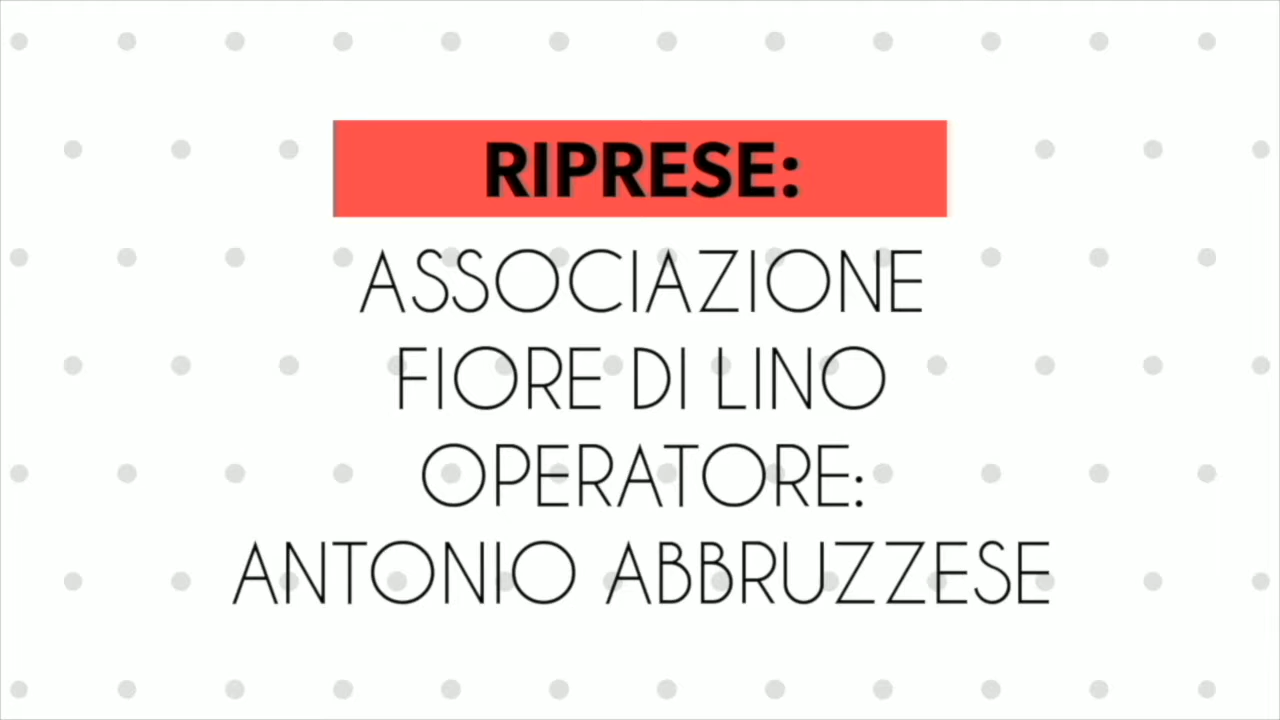 RIPRESE:
ASSOCIAZIONE
FIORE DI LINO
OPERATORE:
ANTONIO ABBRUZZESE